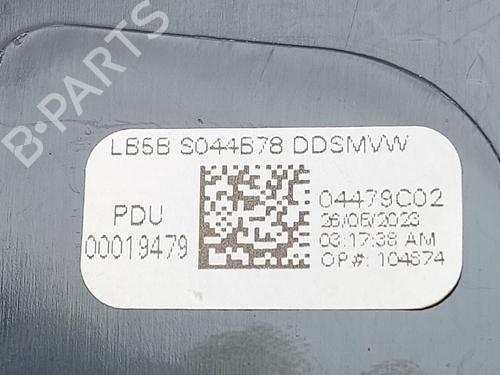 B-PARTS
LB5B S044B78 DDSMVW
PDU
00019479
04479C02
26/06/2023
03:17:38 AM
OP#: 104874